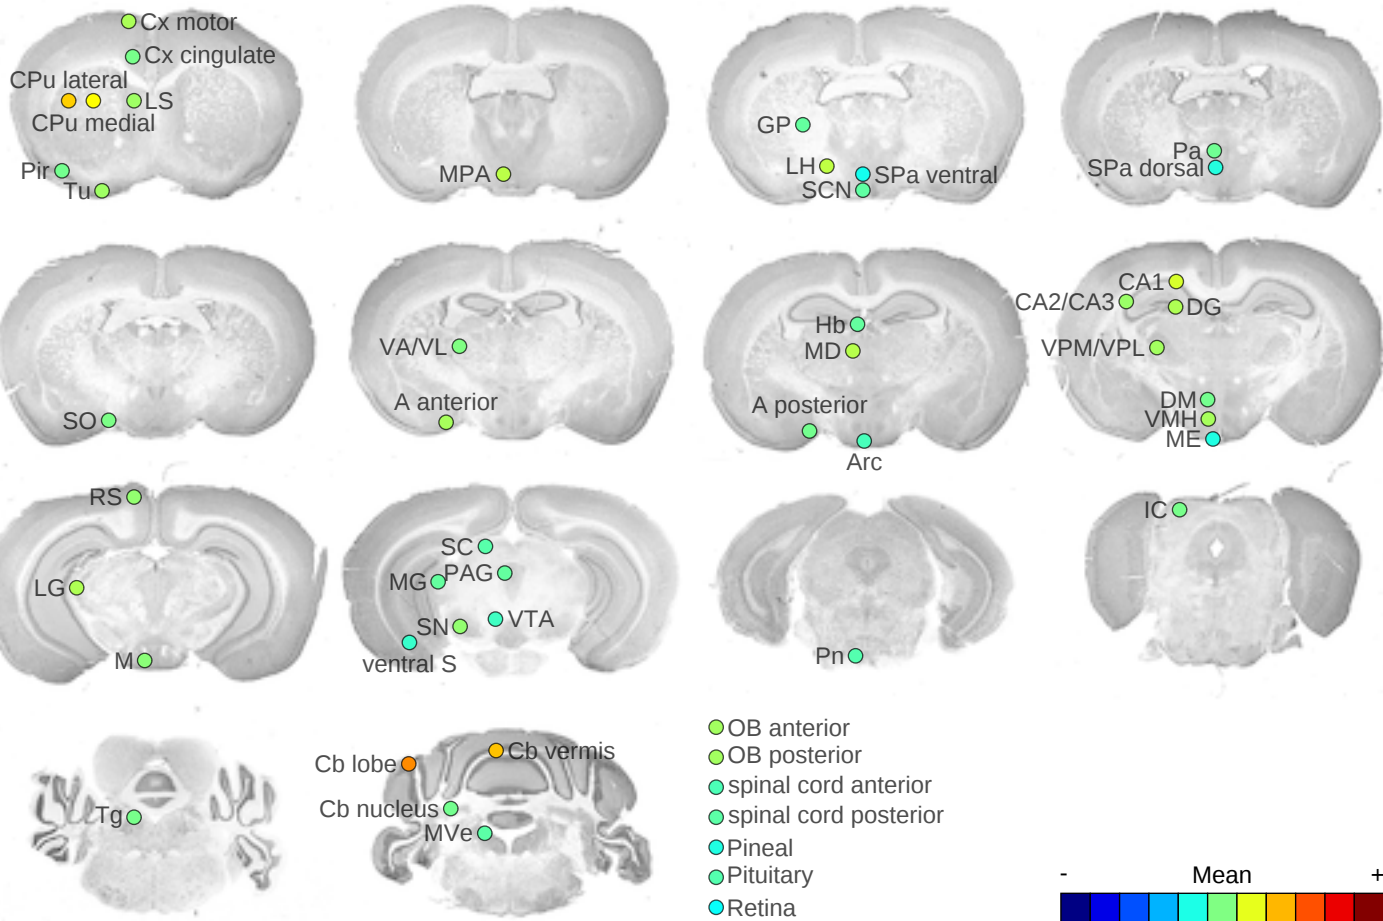 Cx motor
Cx cingulate
CPu lateral
LS
CPu medial
Pir
Tu
MPA
GP
LH
SPa ventral
SCN
Pa
SPa dorsal
SO
VA/VL
A anterior
Hb
MD
A posterior
Arc
CA1
CA2/CA3
DG
VPM/VPL
DM
VMH
ME
RS
LG
M
SC
MG
PAG
SN
VTA
ventral S
Pn
IC
Tg
Cb lobe
Cb vermis
Cb nucleus
MVe
OB anterior
OB posterior
spinal cord anterior
spinal cord posterior
Pineal
Pituitary
Retina
- Mean +